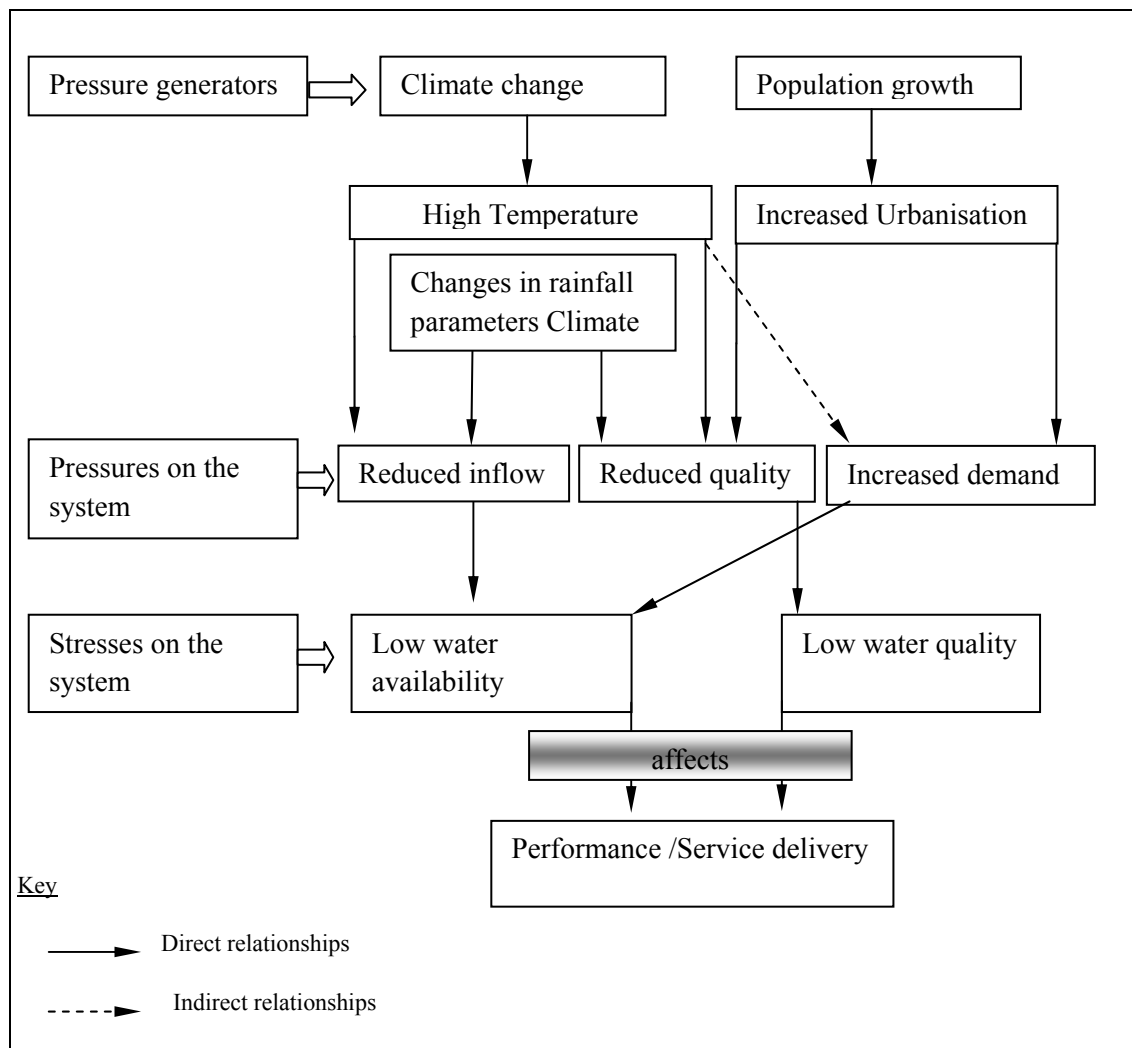 Pressure generators
Climate change
Population growth
High Temperature
Increased Urbanisation
Changes in rainfall
parameters Climate
Pressures on the
system
Reduced inflow
Reduced quality
Increased demand
Stresses on the
system
Low water
availability
Low water quality
affects
Performance /Service delivery
Key
Direct relationships
Indirect relationships